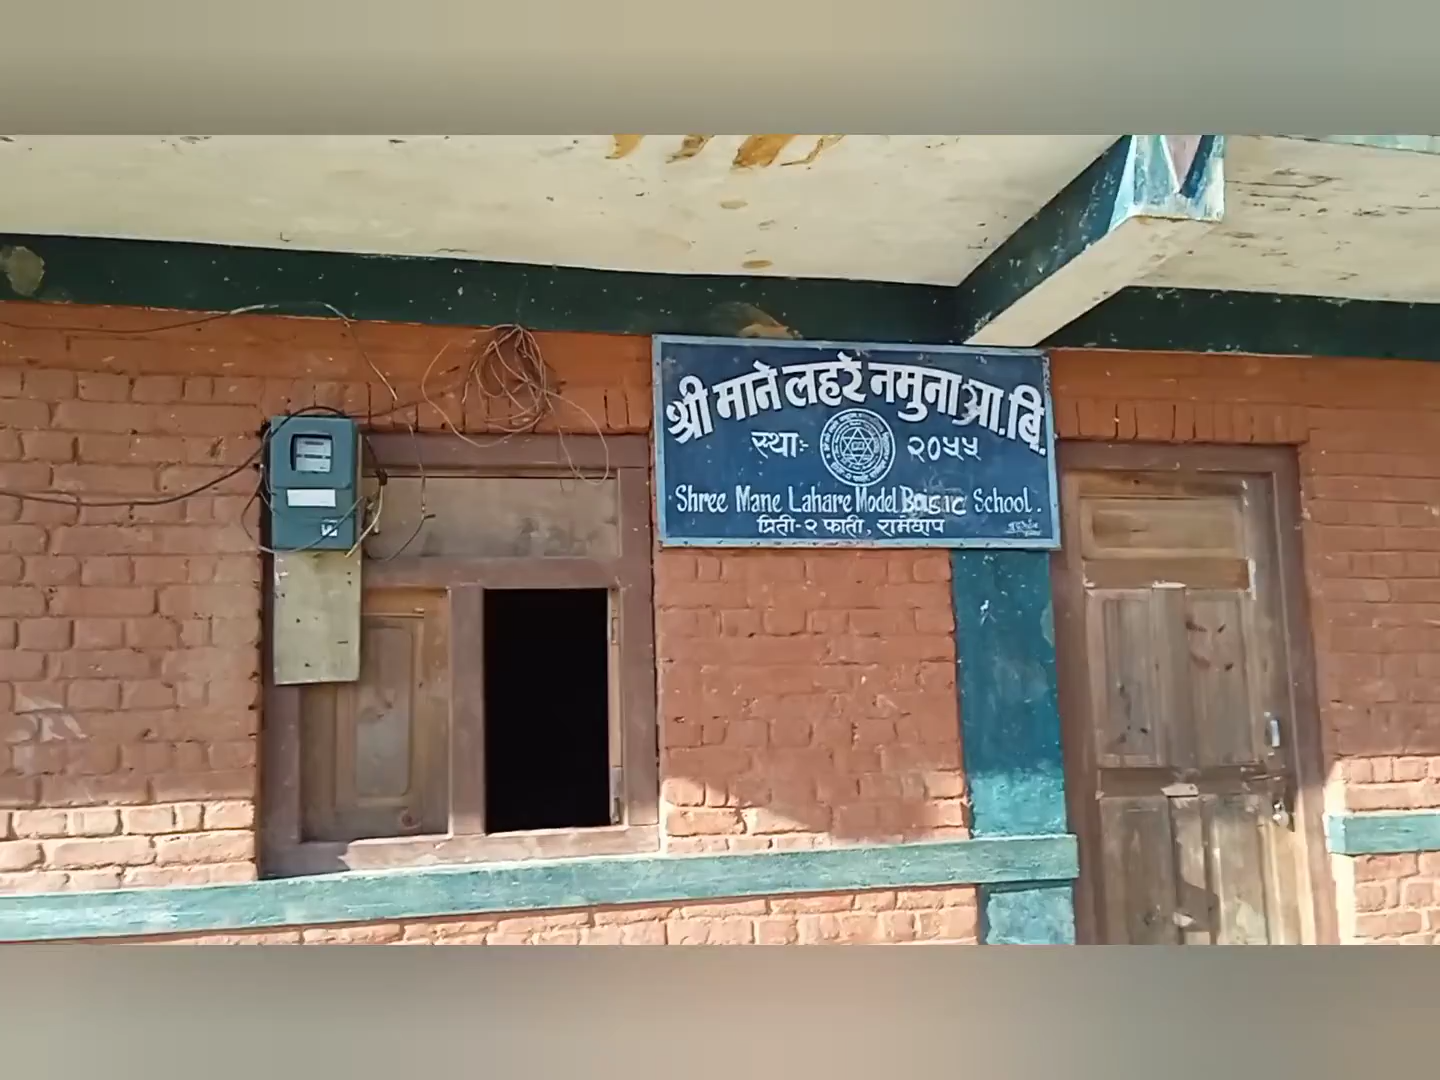 श्री माने लहरे नमुना आ.वि.
स्था:- २०५५
Shree Mane Lahare Model Basic School.
प्रिती-२ फाती, रामेछाप